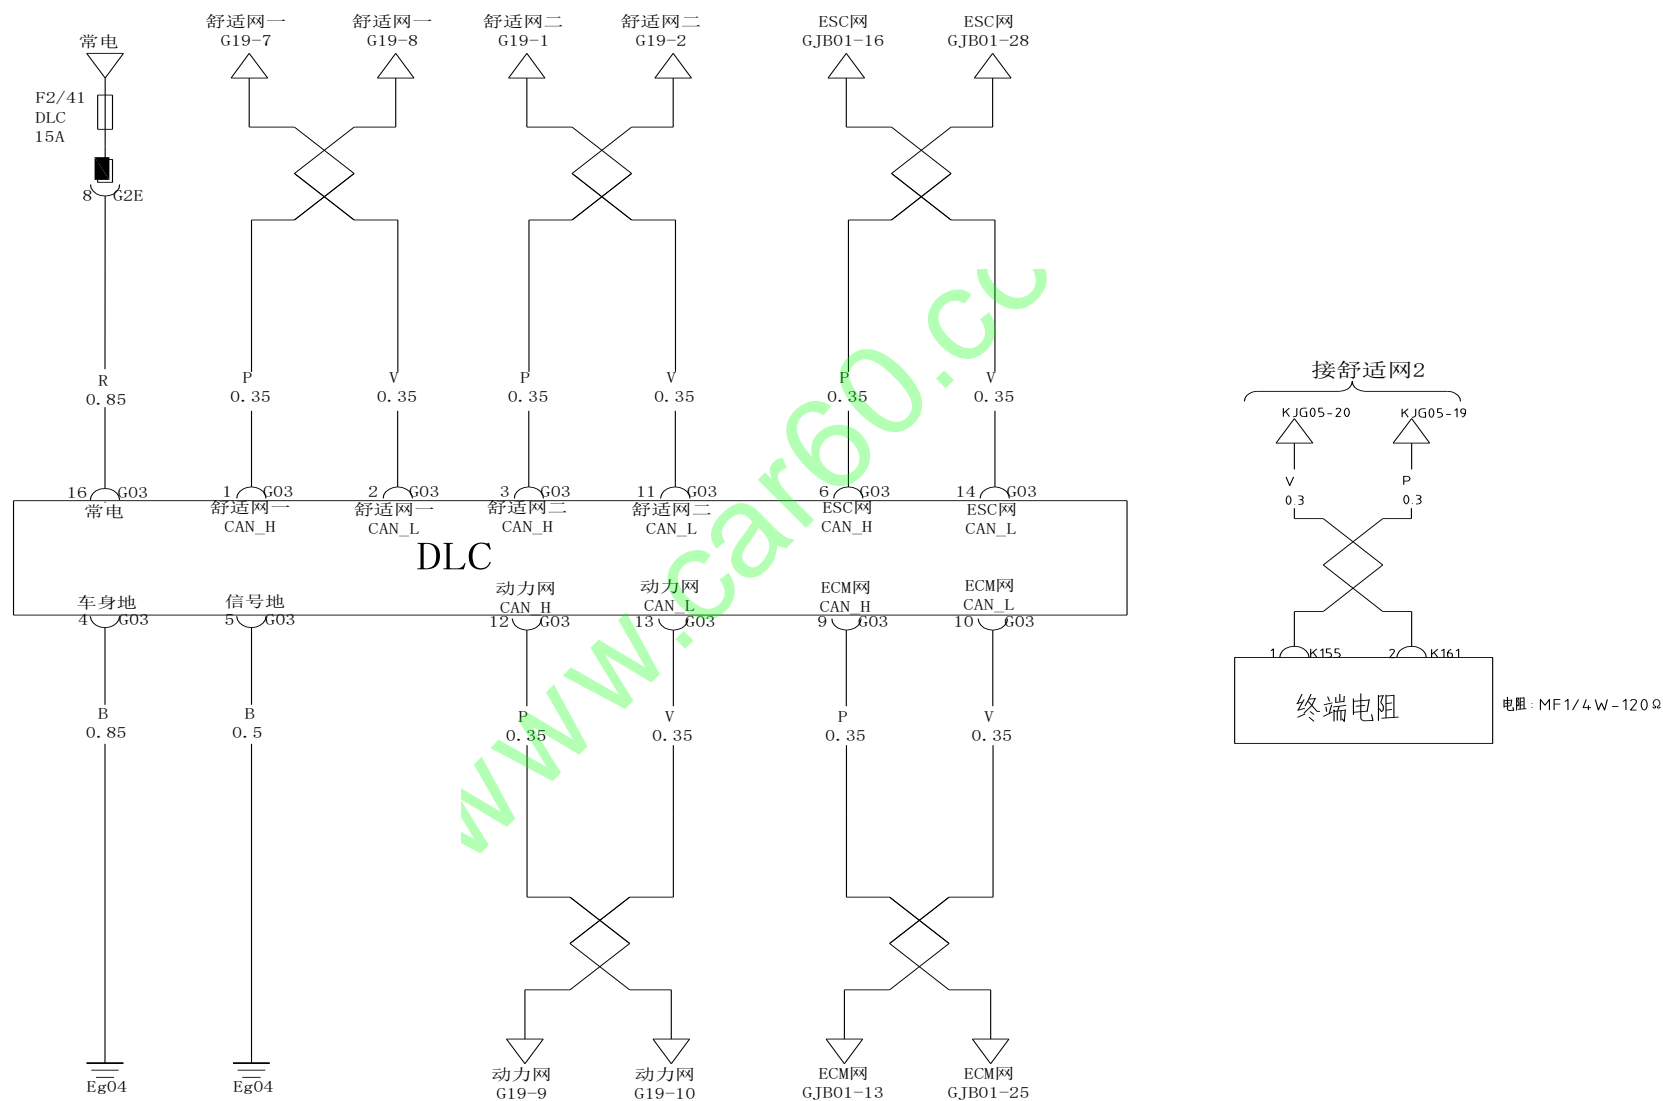 常电
舒适网一
G19-7
舒适网一
G19-8
舒适网二
G19-1
舒适网二
G19-2
ESC网
GJB01-16
ESC网
GJB01-28
F2/41
DLC
15A
8 G2E
R
0.85
P
0.35
V
0.35
P
0.35
V
0.35
P
0.35
V
0.35
16 G03
常电
1 G03
舒适网一
CAN_H
2 G03
舒适网一
CAN_L
3 G03
舒适网二
CAN_H
11 G03
舒适网二
CAN_L
6 G03
ESC网
CAN_H
14 G03
ESC网
CAN_L
DLC
车身地
4 G03
信号地
5 G03
动力网
CAN_H
12 G03
动力网
CAN_L
13 G03
ECM网
CAN_H
9 G03
ECM网
CAN_L
10 G03
B
0.85
B
0.5
P
0.35
V
0.35
P
0.35
V
0.35
Eg04
Eg04
动力网
G19-9
动力网
G19-10
ECM网
GJB01-13
ECM网
GJB01-25
接舒适网2
KJG05-20
KJG05-19
V
0.3
P
0.3
1 K155
2 K161
终端电阻
电阻:MF1/4W-120Ω
www.car60.co